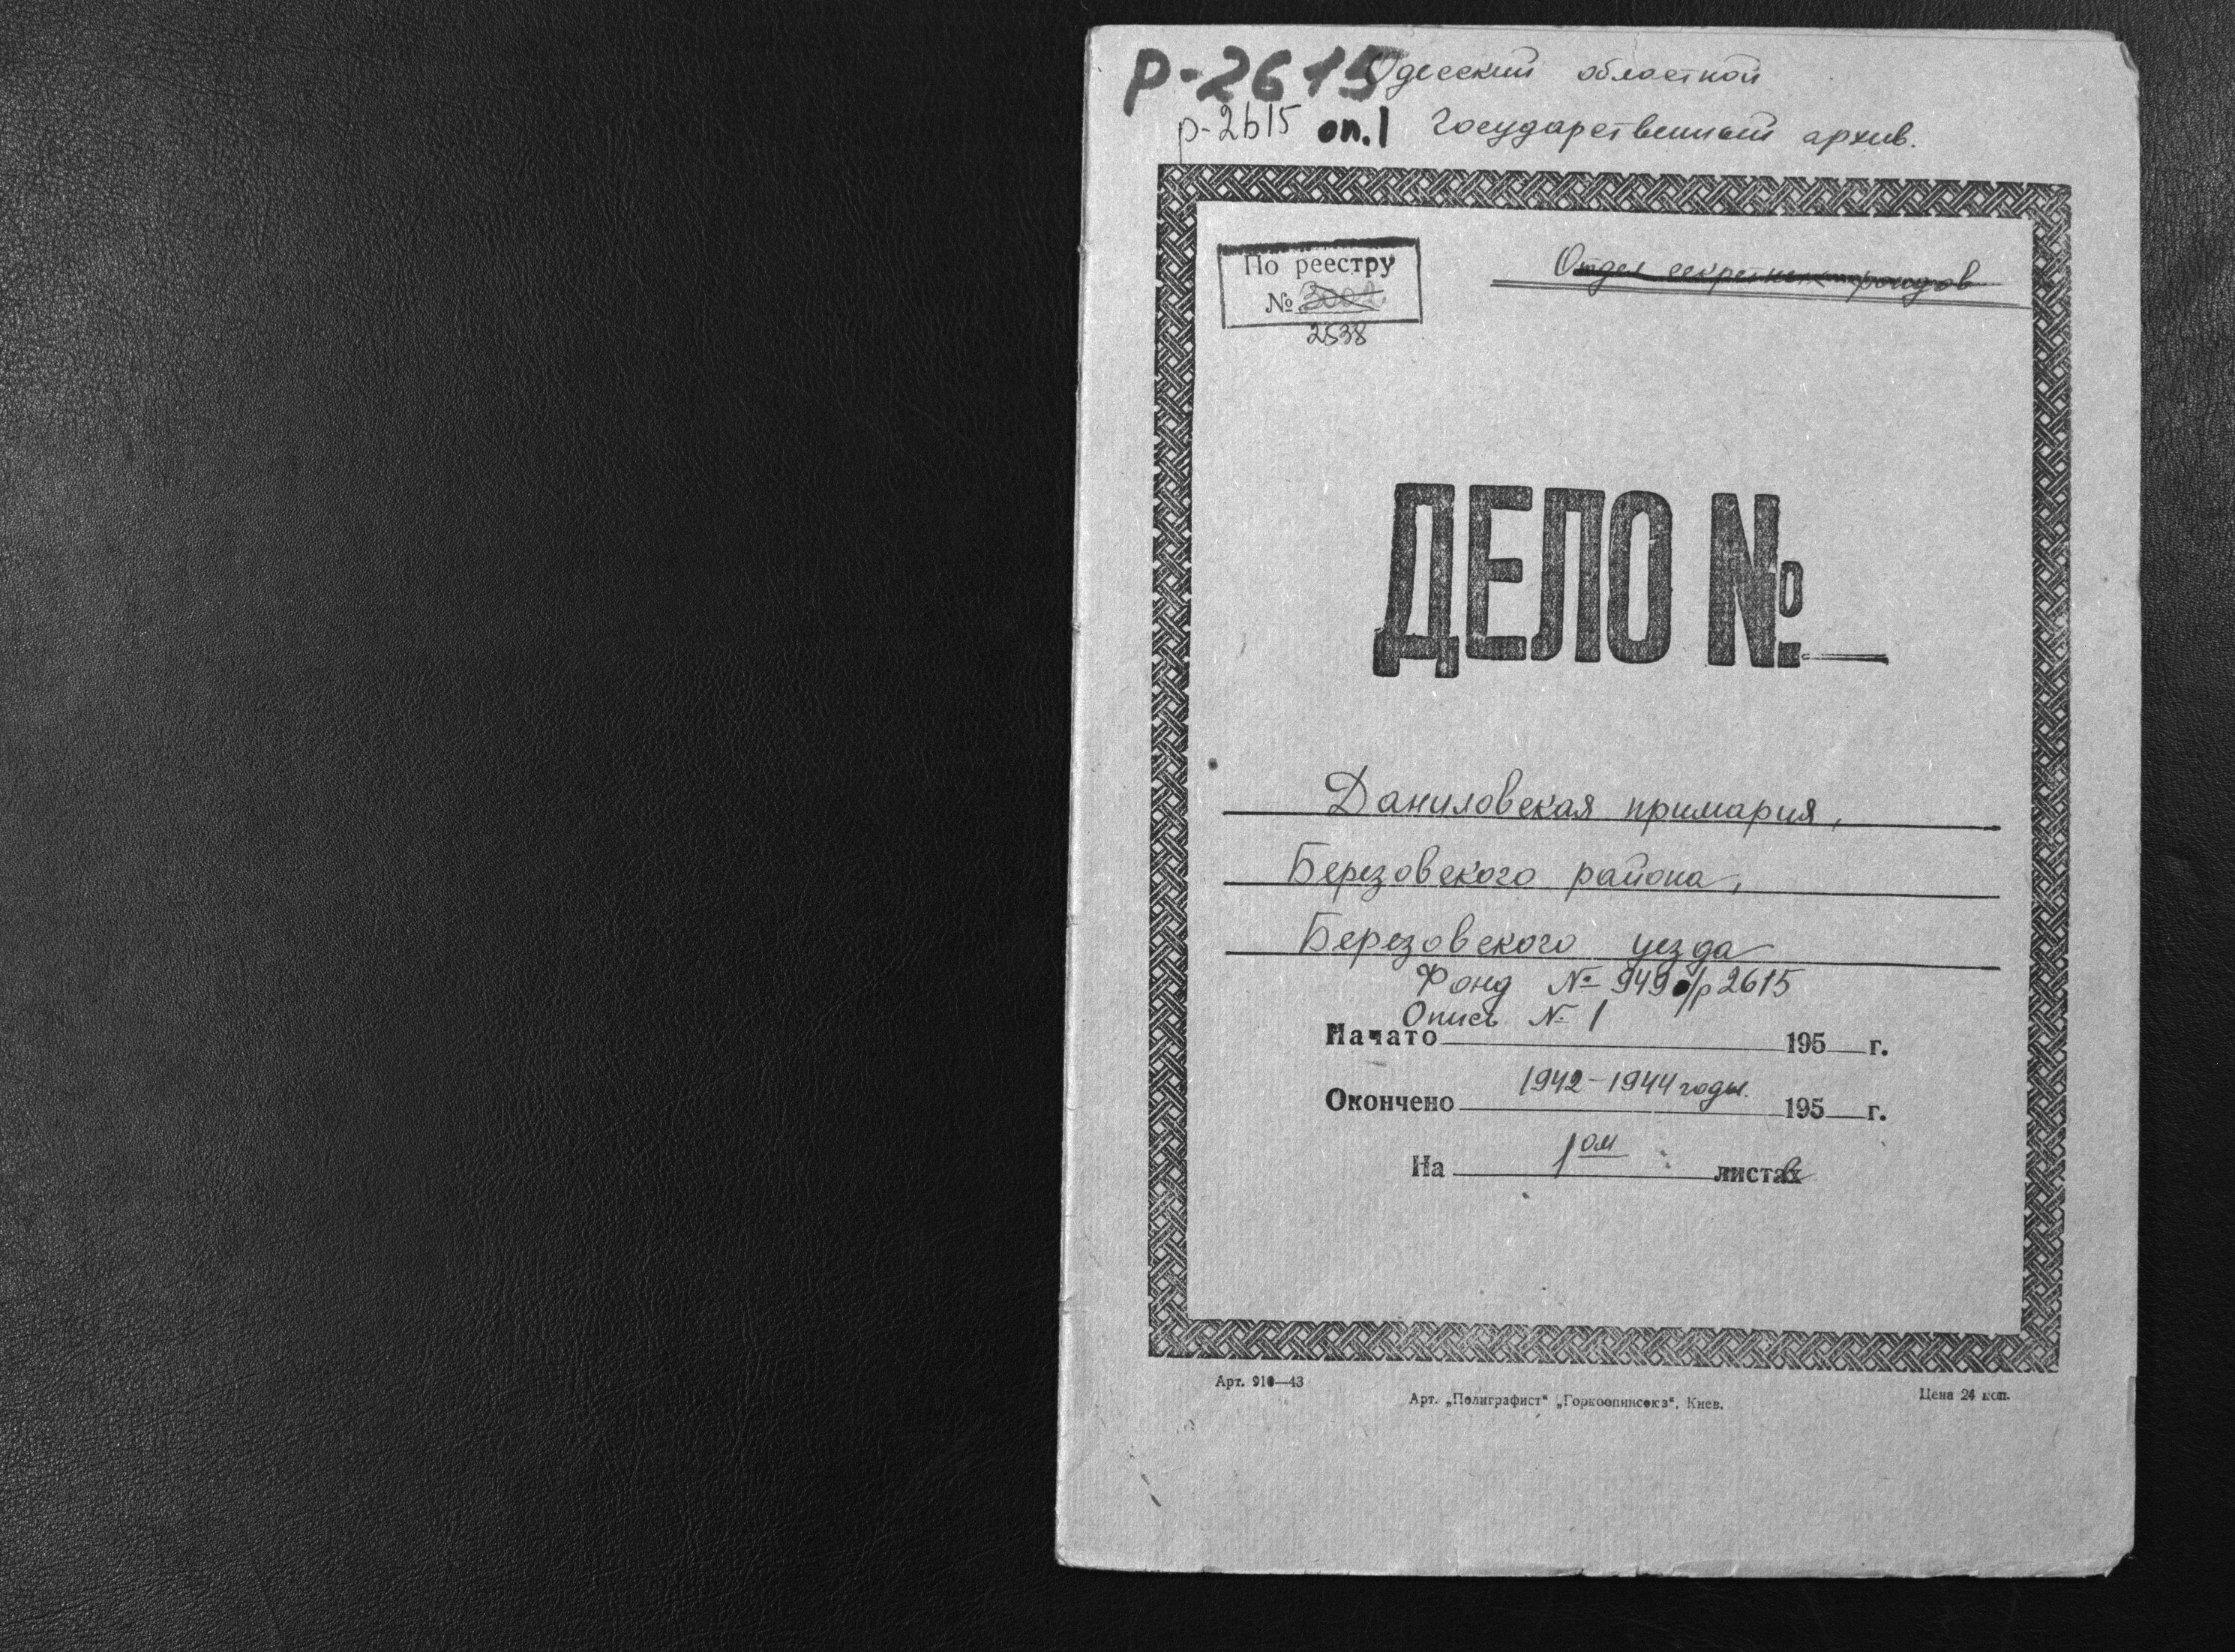 Р-2615 Одесский областной
р-2615 оп.1 Государственный архив.
По реестру
№ 3002
2538
Отдел секретных фондов
ДЕЛО №
Даниловская примария,
Березовского района,
Березовского уезда
Фонд № 949 /р 2615
Опись № 1
Начато 195 г.
1942-1944 годы.
Окончено 195 г.
На 1ом листах
Арт. 910—43
Арт. „Полиграфист“ „Горкоопинсоюз“, Киев.
Цена 24 коп.